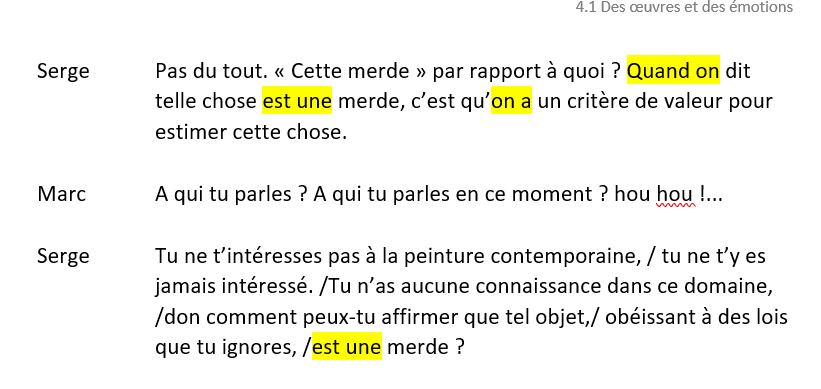 4.1 Des œuvres et des émotions
Serge Pas du tout. « Cette merde » par rapport à quoi ? Quand on dit
telle chose est une merde, c’est qu’on a un critère de valeur pour
estimer cette chose.
Marc A qui tu parles ? A qui tu parles en ce moment ? hou hou !...
Serge Tu ne t’intéresses pas à la peinture contemporaine, / tu ne t’y es
jamais intéressé. /Tu n’as aucune connaissance dans ce domaine,
/don comment peux-tu affirmer que tel objet,/ obéissant à des lois
que tu ignores, /est une merde ?